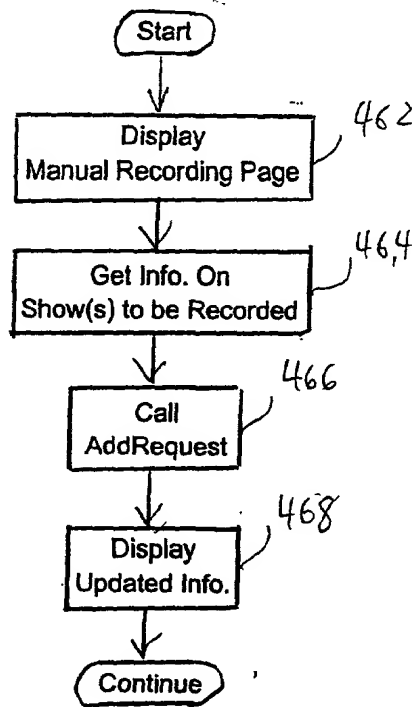 Start
Display
Manual Recording Page
462
Get Info. On
Show(s) to be Recorded
464
Call
AddRequest
466
Display
Updated Info.
468
Continue